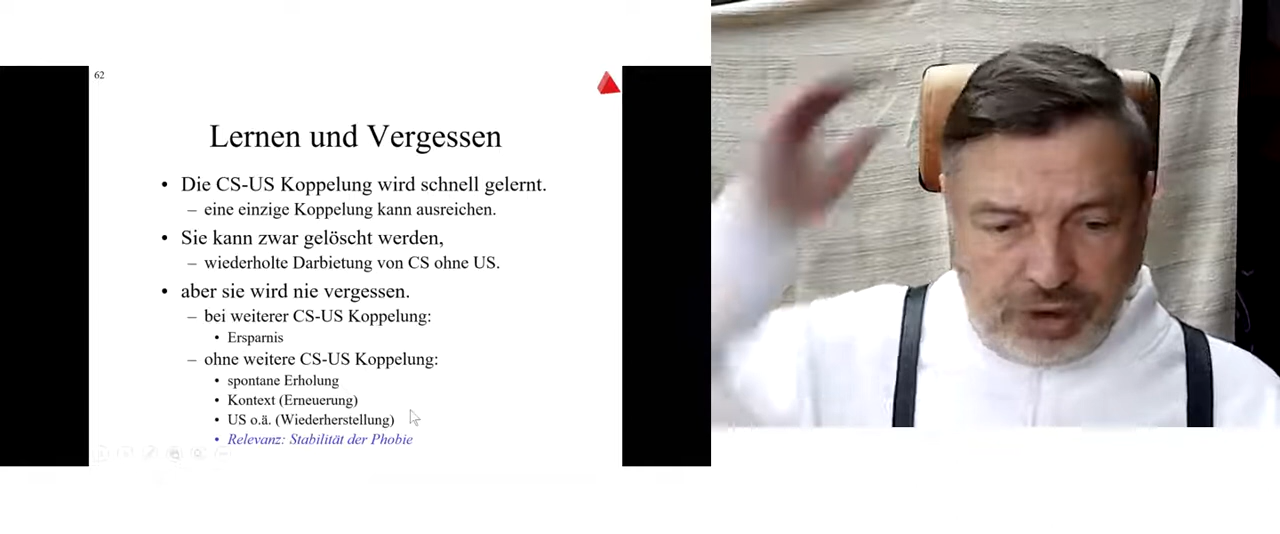 62
Lernen und Vergessen
• Die CS-US Koppelung wird schnell gelernt.
– eine einzige Koppelung kann ausreichen.
• Sie kann zwar gelöscht werden,
– wiederholte Darbietung von CS ohne US.
• aber sie wird nie vergessen.
– bei weiterer CS-US Koppelung:
• Ersparnis
– ohne weitere CS-US Koppelung:
• spontane Erholung
• Kontext (Erneuerung)
• US o.ä. (Wiederherstellung)
• Relevanz: Stabilität der Phobie